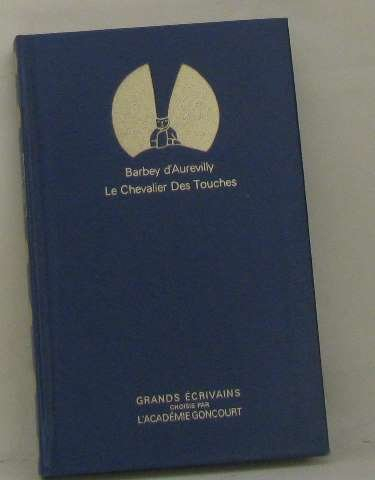 Barbey d'Aurevilly
Le Chevalier Des Touches
GRANDS ÉCRIVAINS
CHOISIS PAR
L'ACADÉMIE GONCOURT